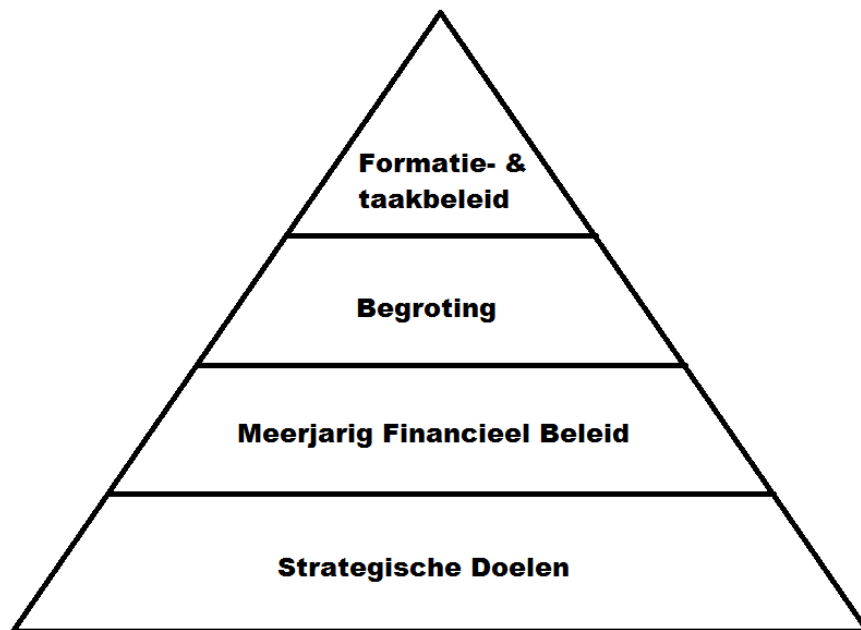 Formatie- &
taakbeleid
Begroting
Meerjarig Financieel Beleid
Strategische Doelen